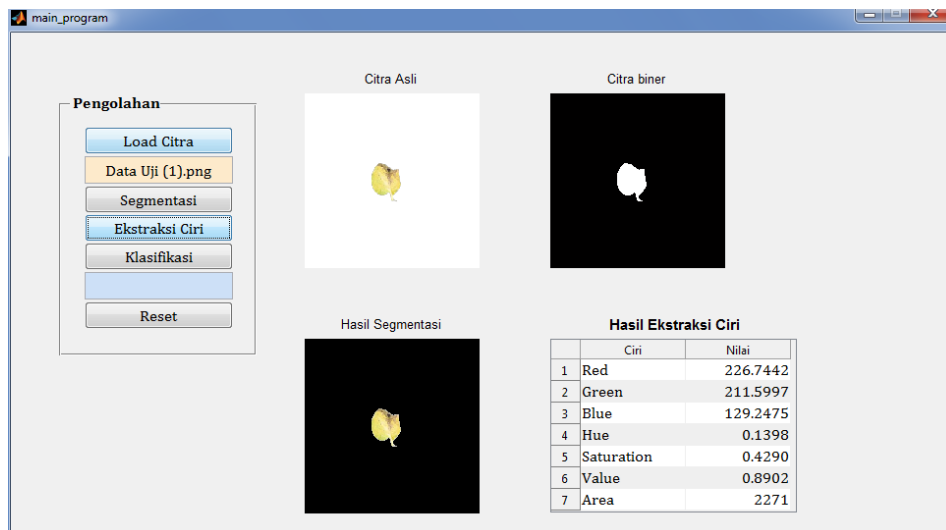 main_program
Pengolahan
Load Citra
Data Uji (1).png
Segmentasi
Ekstraksi Ciri
Klasifikasi
Reset
Citra Asli
Citra biner
Hasil Segmentasi
Hasil Ekstraksi Ciri
Ciri Nilai
1 Red 226.7442
2 Green 211.5997
3 Blue 129.2475
4 Hue 0.1398
5 Saturation 0.4290
6 Value 0.8902
7 Area 2271